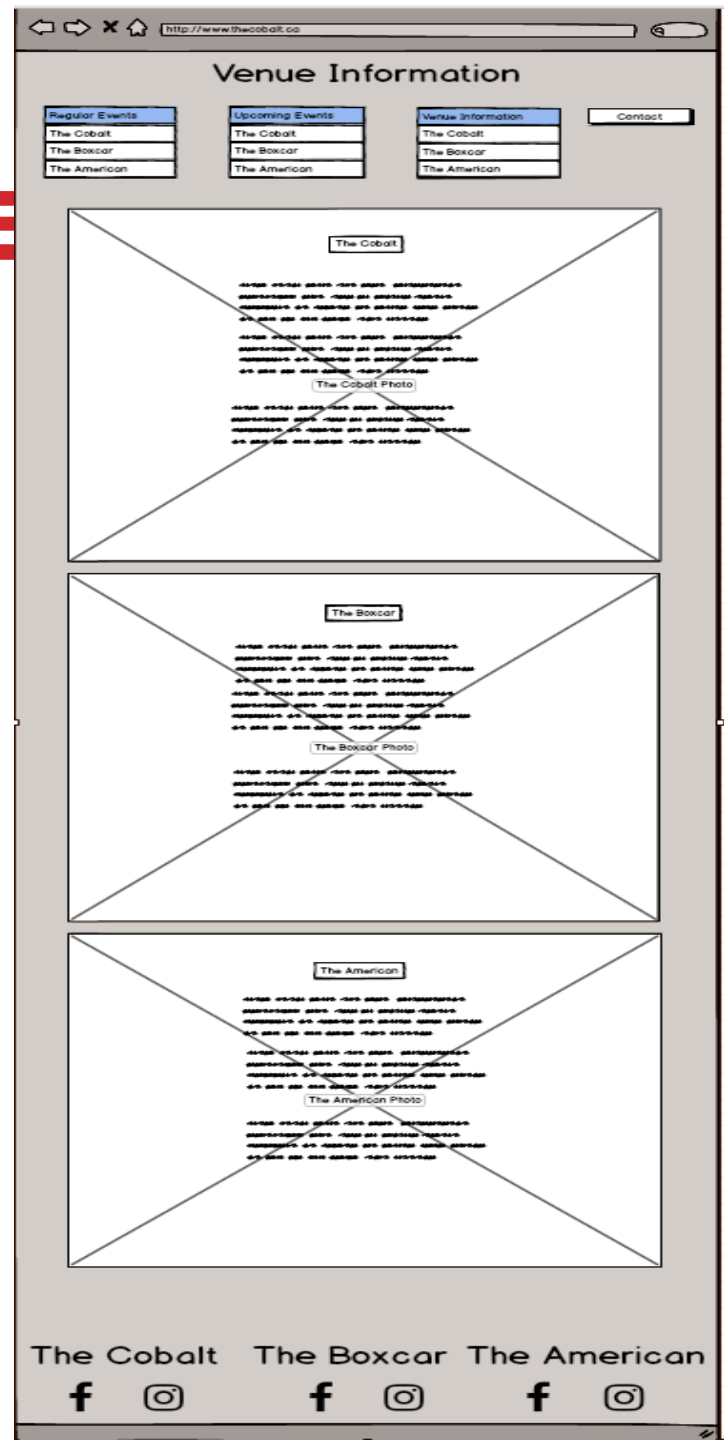 http://www.thecobalt.ca
Venue Information
Regular Events
The Cobalt
The Boxcar
The American
Upcoming Events
The Cobalt
The Boxcar
The American
Venue Information
The Cobalt
The Boxcar
The American
Contact
The Cobalt
The Cobalt Photo
The Boxcar
The Boxcar Photo
The American
The American Photo
The Cobalt The Boxcar The American